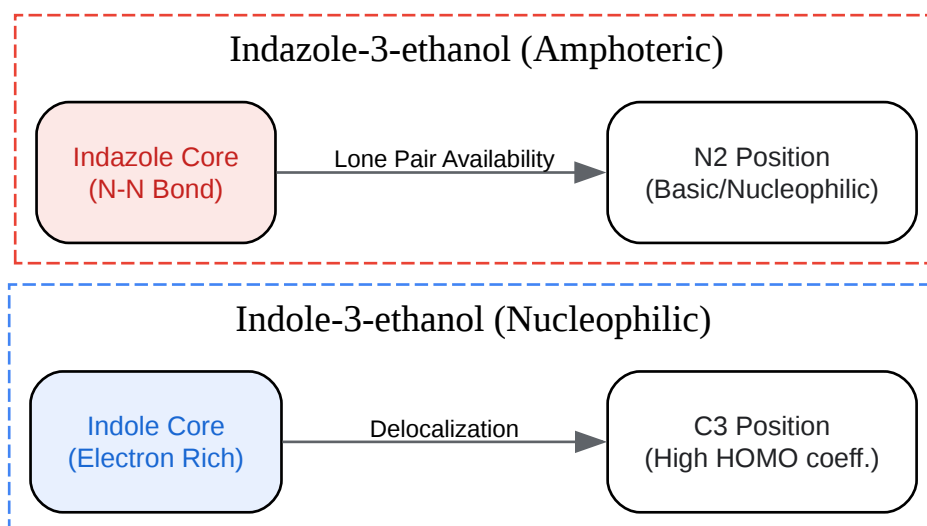 Indazole-3-ethanol (Amphoteric)
Indazole Core
(N-N Bond)
Lone Pair Availability
N2 Position
(Basic/Nucleophilic)
Indole-3-ethanol (Nucleophilic)
Indole Core
(Electron Rich)
Delocalization
C3 Position
(High HOMO coeff.)